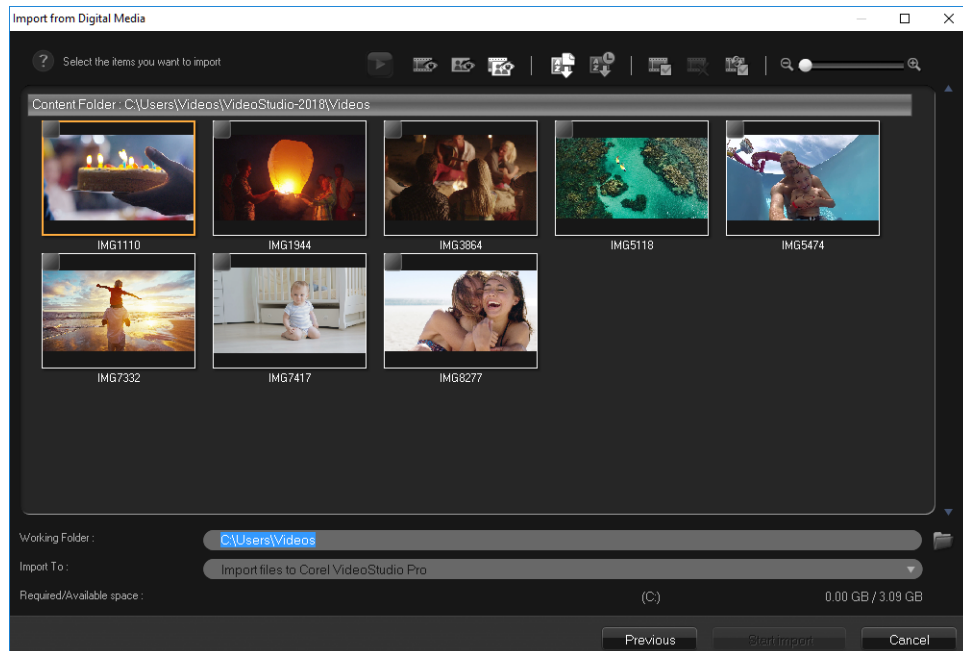 Import from Digital Media
? Select the items you want to import
Content Folder : C:\Users\Videos\VideoStudio-2018\Videos
IMG1110 IMG1944 IMG3864 IMG5118 IMG5474
IMG7332 IMG7417 IMG8277
Working Folder : C:\Users\Videos
Import To : Import files to Corel VideoStudio Pro
Required/Available space : (C:) 0.00 GB / 3.09 GB
Previous Start import Cancel